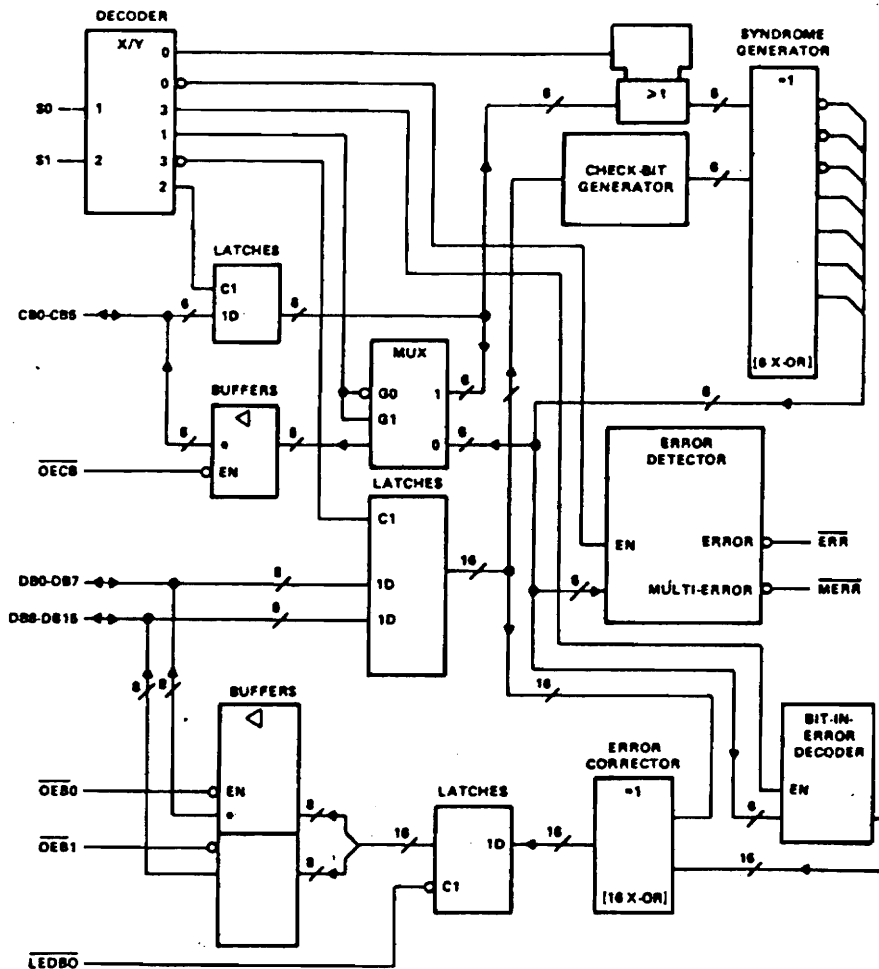 DECODER
X/Y
0
0
3
1
3
2
S0
1
S1
2
SYNDROME
GENERATOR
=1
[6 X-OR]
6
6
≥1
CHECK-BIT
GENERATOR
6
LATCHES
C1
1D
CB0-CB5
6
6
BUFFERS
EN
OECB
6
6
MUX
G0
G1
1
0
6
6
6
ERROR
DETECTOR
EN
ERROR
ERR
MULTI-ERROR
MERR
6
LATCHES
C1
1D
1D
16
DB0-DB7
8
DB8-DB15
8
8
8
BUFFERS
EN
OEB0
OEB1
8
8
16
LATCHES
1D
C1
LEDBO
16
ERROR
CORRECTOR
=1
[16 X-OR]
16
BIT-IN-
ERROR
DECODER
EN
6
16